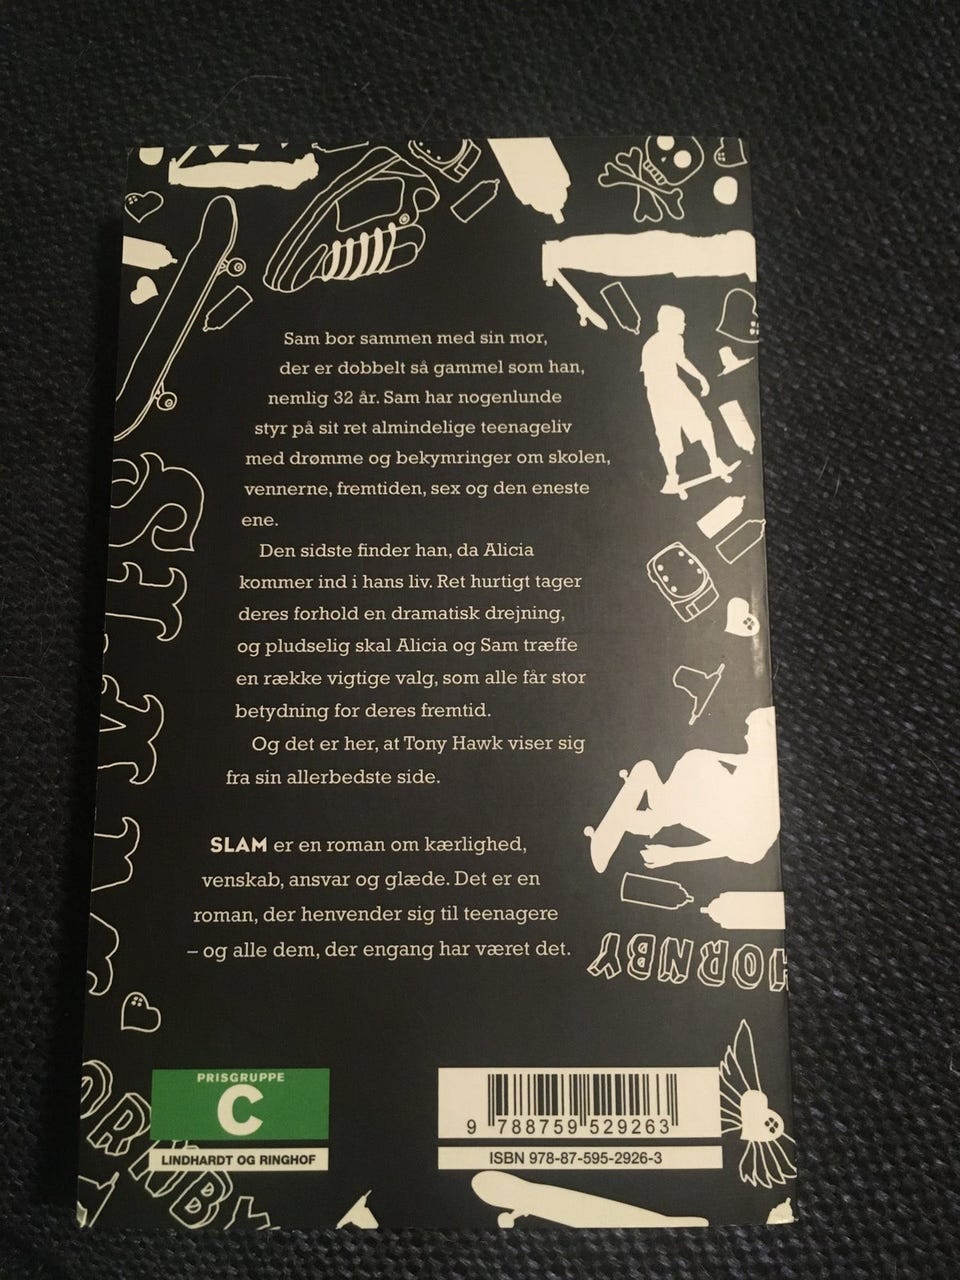 Sam bor sammen med sin mor,
der er dobbelt så gammel som han,
nemlig 32 år. Sam har nogenlunde
styr på sit ret almindelige teenageliv
med drømme og bekymringer om skolen,
vennerne, fremtiden, sex og den eneste
ene.
Den sidste finder han, da Alicia
kommer ind i hans liv. Ret hurtigt tager
deres forhold en dramatisk drejning,
og pludselig skal Alicia og Sam træffe
en række vigtige valg, som alle får stor
betydning for deres fremtid.
Og det er her, at Tony Hawk viser sig
fra sin allerbedste side.
SLAM er en roman om kærlighed,
venskab, ansvar og glæde. Det er en
roman, der henvender sig til teenagere
– og alle dem, der engang har været det.
HORNBY
PRISGRUPPE
C
LINDHARDT OG RINGHOF
9 788759 529263
ISBN 978-87-595-2926-3
ORNBY